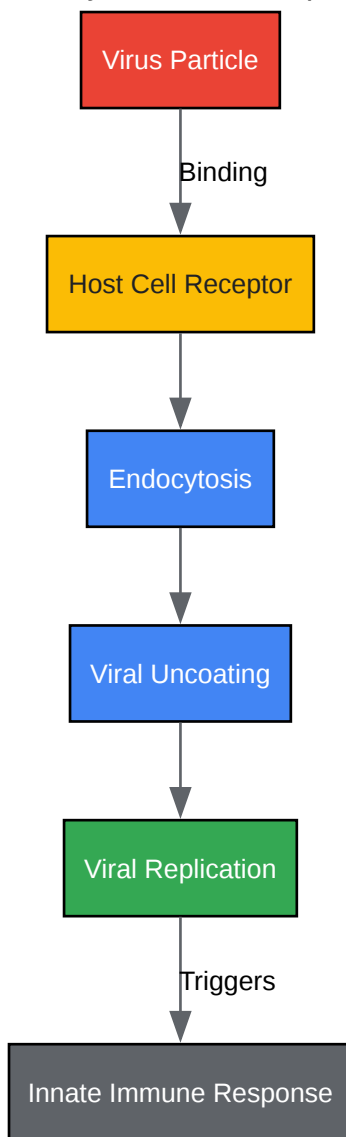 Virus Particle
Binding
Host Cell Receptor
Endocytosis
Viral Uncoating
Viral Replication
Triggers
Innate Immune Response